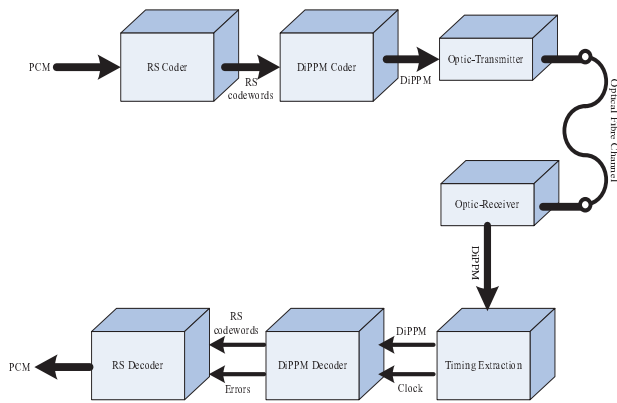 PCM
RS Coder
RS
codewords
DiPPM Coder
DiPPM
Optic-Transmitter
Optical Fibre Channel
Optic-Receiver
DiPPM
Timing Extraction
DiPPM
Clock
DiPPM Decoder
RS
codewords
Errors
RS Decoder
PCM